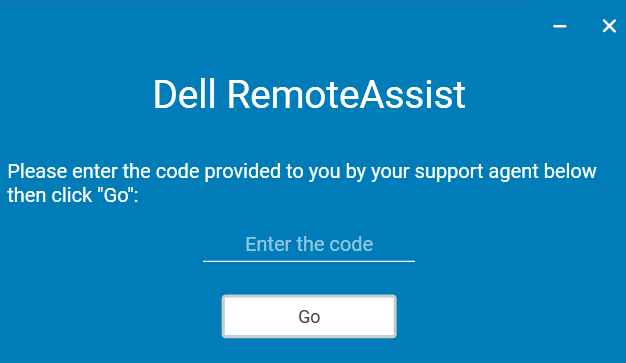 Dell RemoteAssist
Please enter the code provided to you by your support agent below
then click "Go":
Enter the code
Go